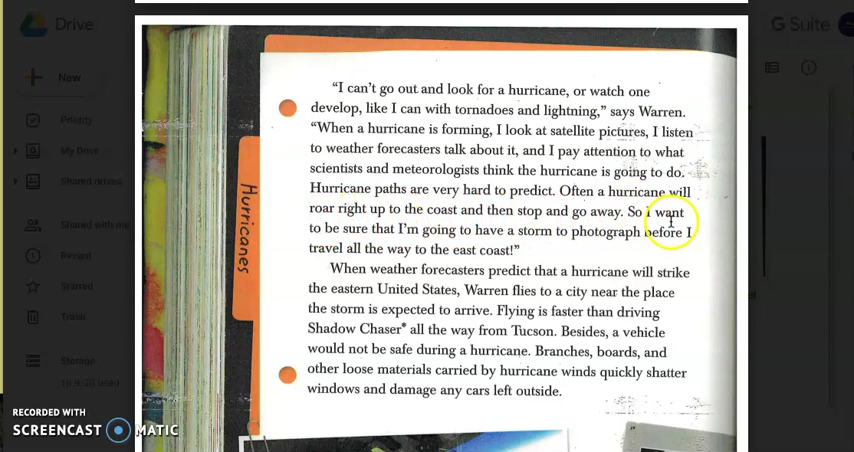 Drive
G Suite
New
Priority
My Drive
Shared drives
Shared with me
Recent
Starred
Trash
Storage
Hurricanes
“I can’t go out and look for a hurricane, or watch one
develop, like I can with tornadoes and lightning,” says Warren.
“When a hurricane is forming, I look at satellite pictures, I listen
to weather forecasters talk about it, and I pay attention to what
scientists and meteorologists think the hurricane is going to do.
Hurricane paths are very hard to predict. Often a hurricane will
roar right up to the coast and then stop and go away. So I want
to be sure that I’m going to have a storm to photograph before I
travel all the way to the east coast!”
When weather forecasters predict that a hurricane will strike
the eastern United States, Warren flies to a city near the place
the storm is expected to arrive. Flying is faster than driving
Shadow Chaser* all the way from Tucson. Besides, a vehicle
would not be safe during a hurricane. Branches, boards, and
other loose materials carried by hurricane winds quickly shatter
windows and damage any cars left outside.
RECORDED WITH
SCREENCAST MATIC